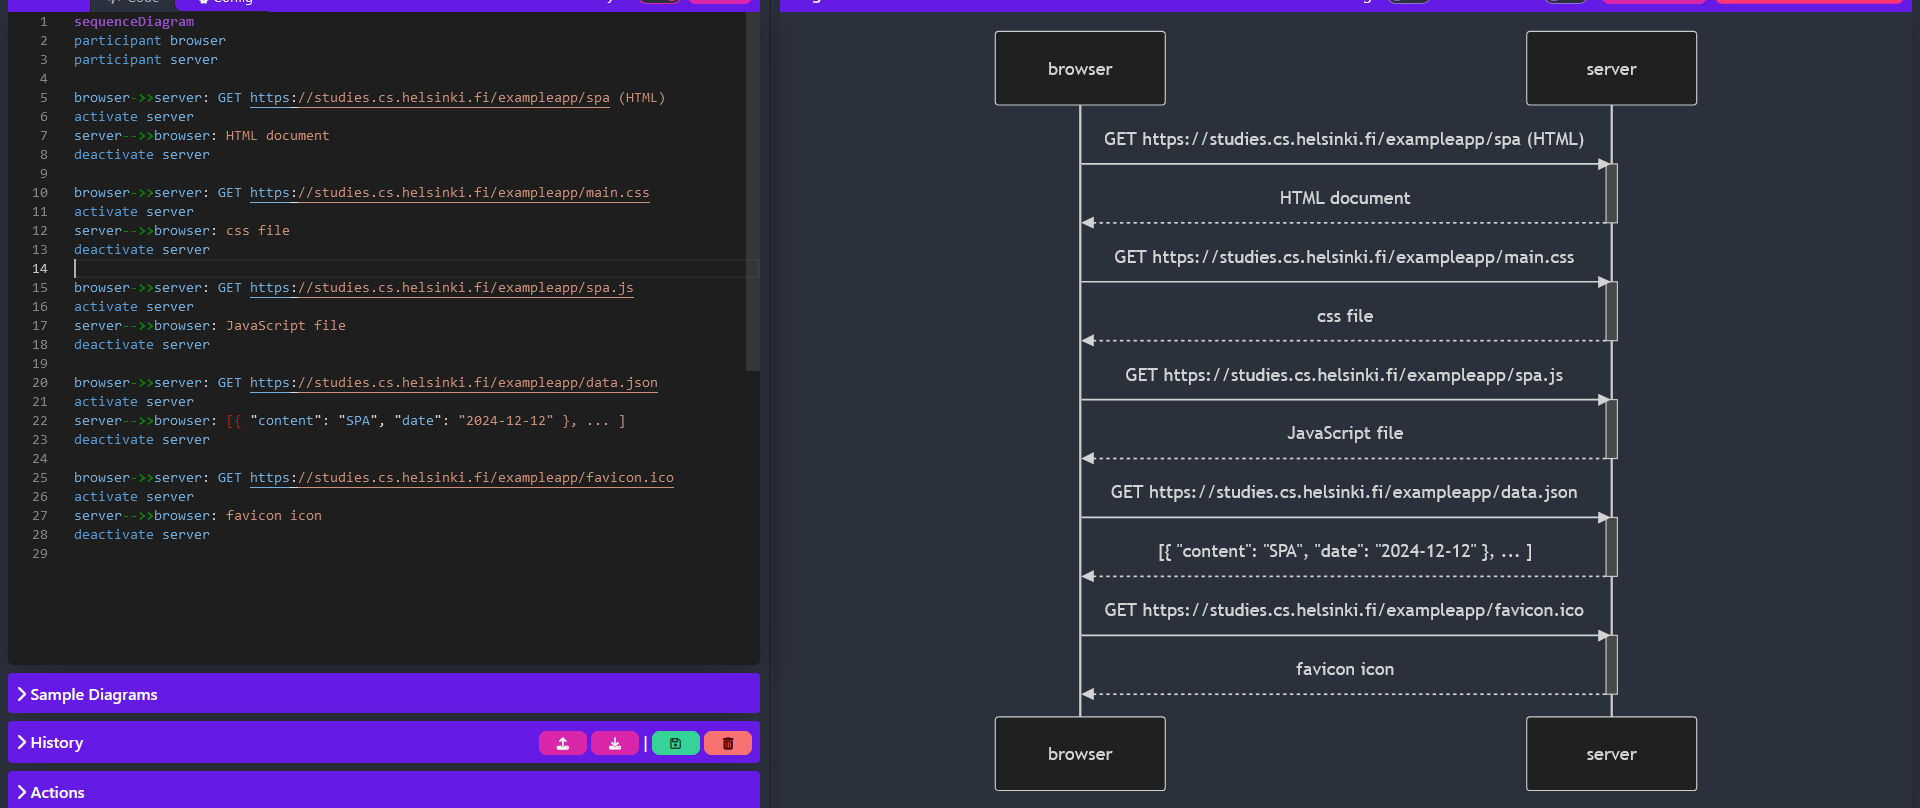 Code
Config
1 sequenceDiagram
2 participant browser
3 participant server
4
5 browser->>server: GET https://studies.cs.helsinki.fi/exampleapp/spa (HTML)
6 activate server
7 server-->>browser: HTML document
8 deactivate server
9
10 browser->>server: GET https://studies.cs.helsinki.fi/exampleapp/main.css
11 activate server
12 server-->>browser: css file
13 deactivate server
14
15 browser->>server: GET https://studies.cs.helsinki.fi/exampleapp/spa.js
16 activate server
17 server-->>browser: JavaScript file
18 deactivate server
19
20 browser->>server: GET https://studies.cs.helsinki.fi/exampleapp/data.json
21 activate server
22 server-->>browser: [{ "content": "SPA", "date": "2024-12-12" }, ... ]
23 deactivate server
24
25 browser->>server: GET https://studies.cs.helsinki.fi/exampleapp/favicon.ico
26 activate server
27 server-->>browser: favicon icon
28 deactivate server
29
Sample Diagrams
History
Actions
browser server
GET https://studies.cs.helsinki.fi/exampleapp/spa (HTML)
HTML document
GET https://studies.cs.helsinki.fi/exampleapp/main.css
css file
GET https://studies.cs.helsinki.fi/exampleapp/spa.js
JavaScript file
GET https://studies.cs.helsinki.fi/exampleapp/data.json
[{ "content": "SPA", "date": "2024-12-12" }, ... ]
GET https://studies.cs.helsinki.fi/exampleapp/favicon.ico
favicon icon
browser server